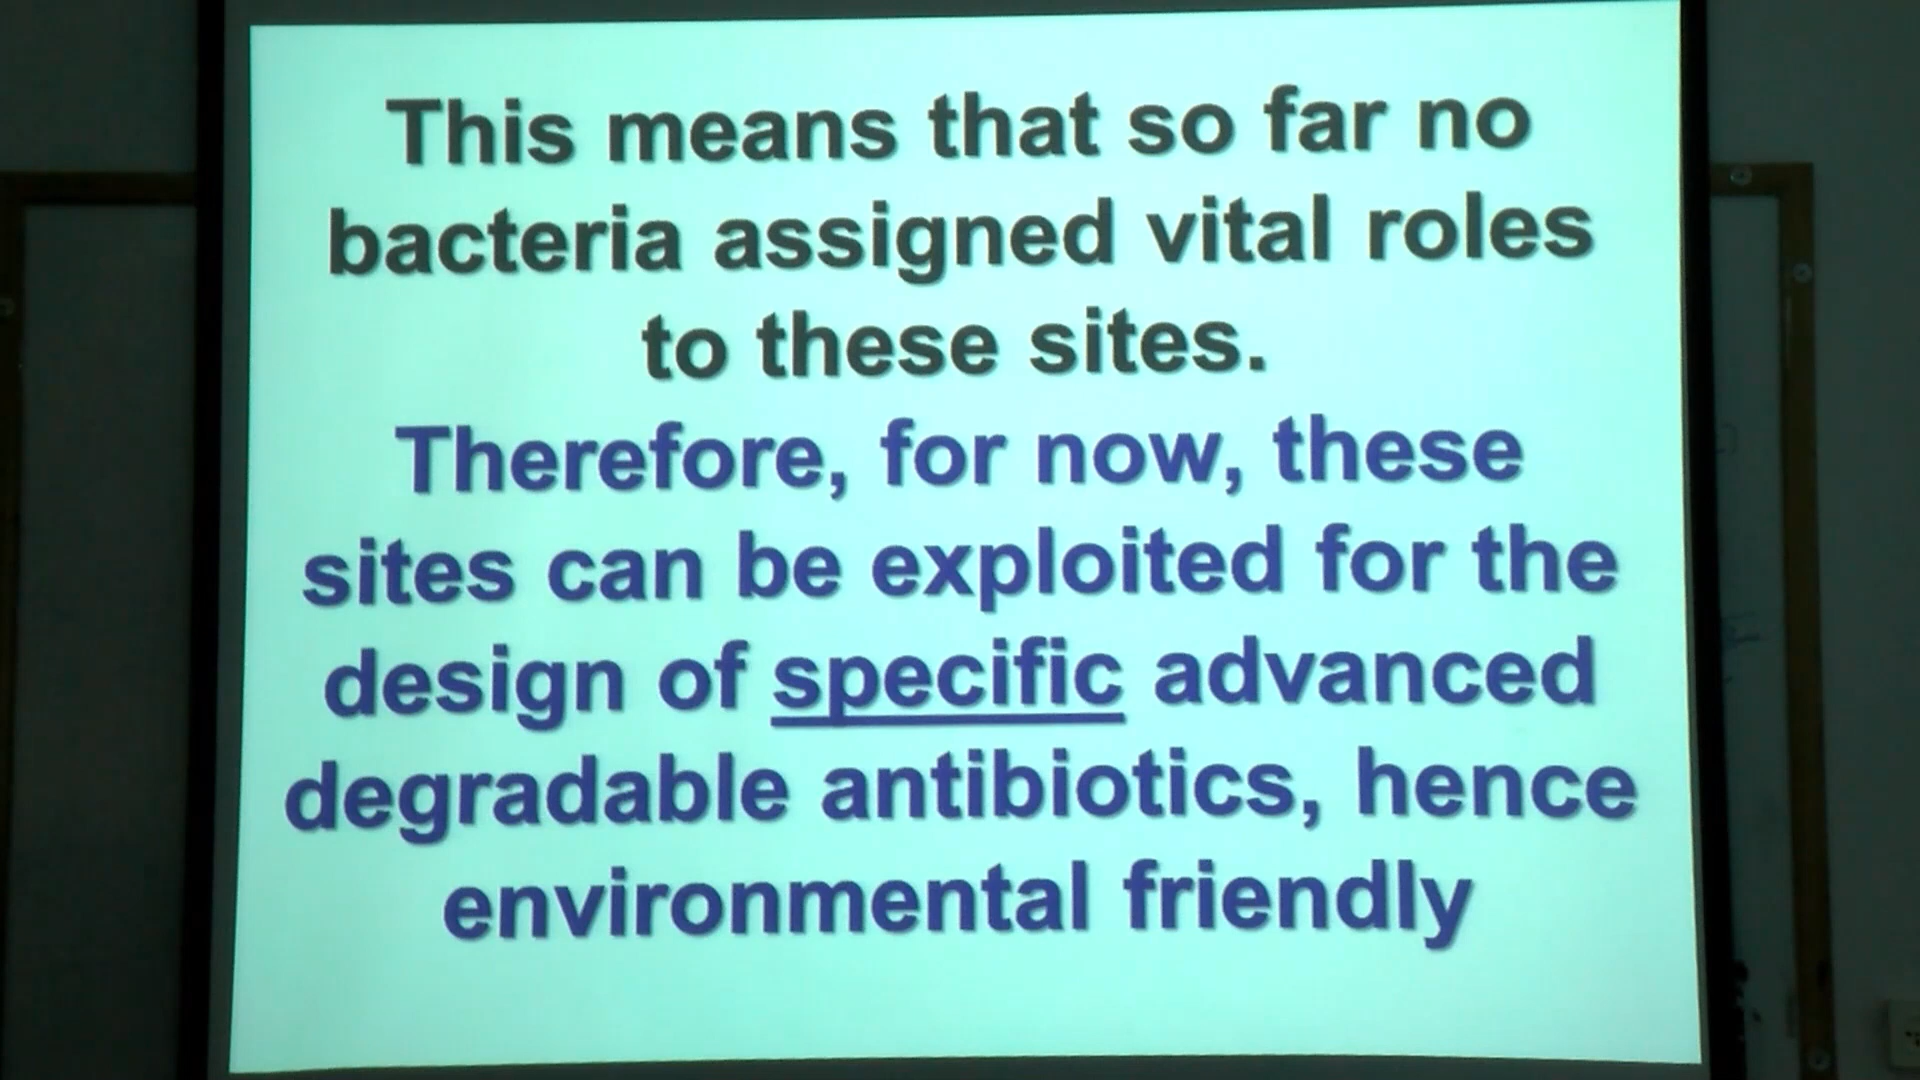 This means that so far no
bacteria assigned vital roles
to these sites.
Therefore, for now, these
sites can be exploited for the
design of specific advanced
degradable antibiotics, hence
environmental friendly